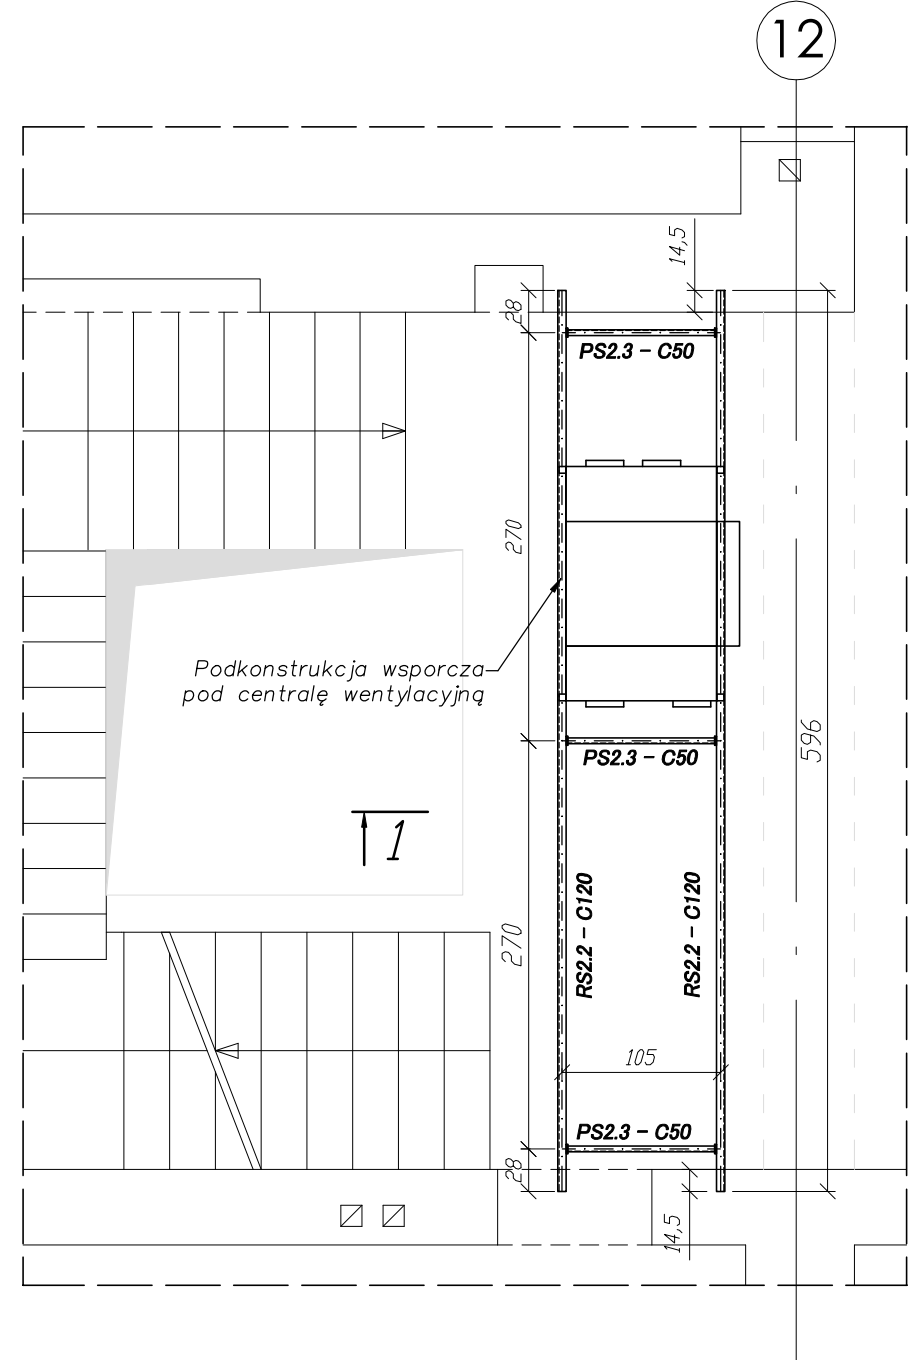 12
14,5
28
PS2.3 - C50
270
596
Podkonstrukcja wsporcza
pod centralę wentylacyjną
PS2.3 - C50
1
RS2.2 - C120
RS2.2 - C120
270
105
PS2.3 - C50
28
14,5